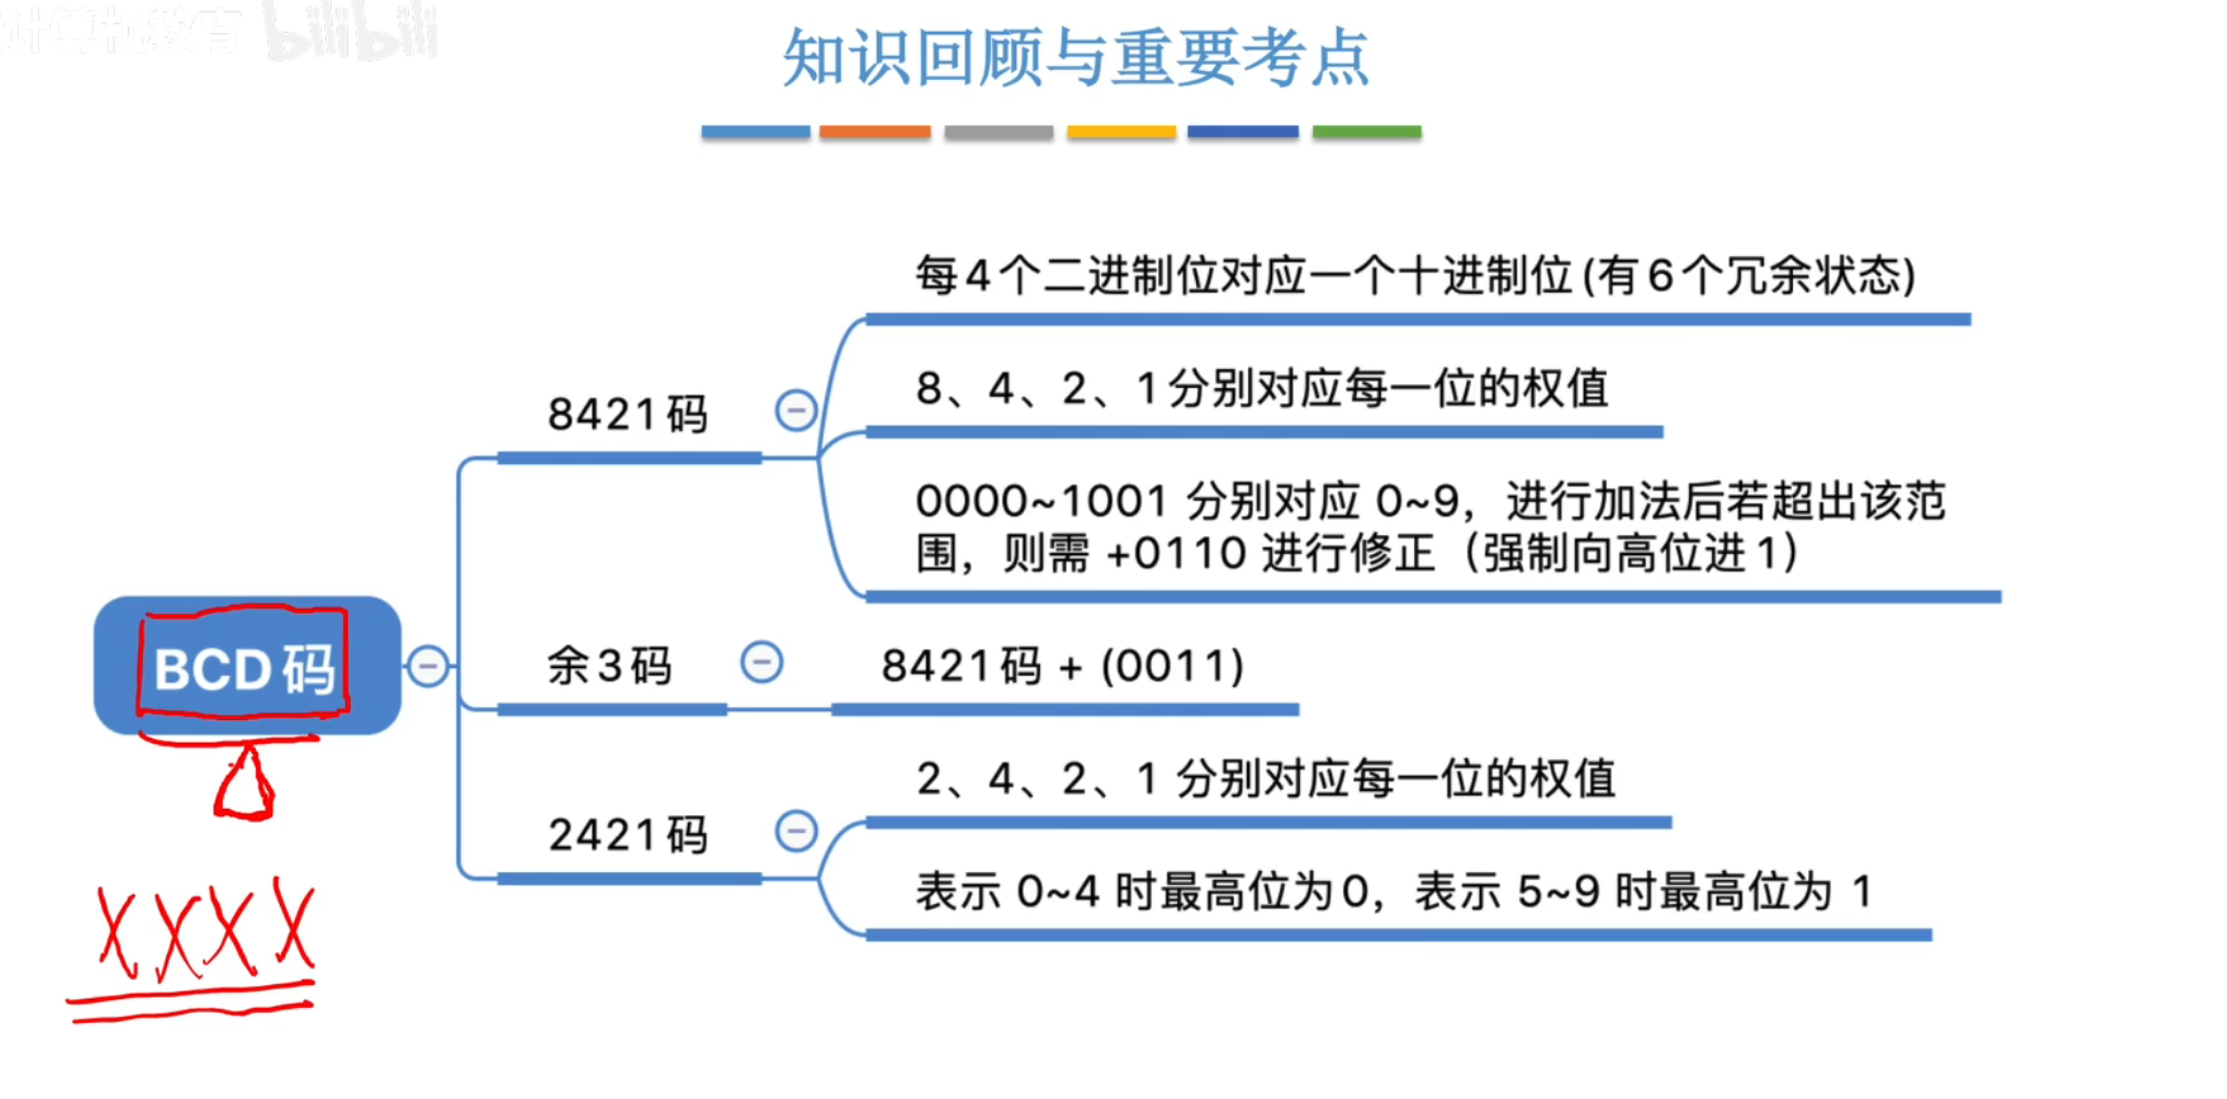 计算机教育 bilibili
知识回顾与重要考点
每4个二进制位对应一个十进制位(有6个冗余状态)
8、4、2、1分别对应每一位的权值
8421码
0000~1001 分别对应 0~9，进行加法后若超出该范
围，则需 +0110 进行修正（强制向高位进1）
BCD码
余3码
8421码 + (0011)
2、4、2、1 分别对应每一位的权值
2421码
表示 0~4 时最高位为0，表示 5~9 时最高位为 1
XXXX